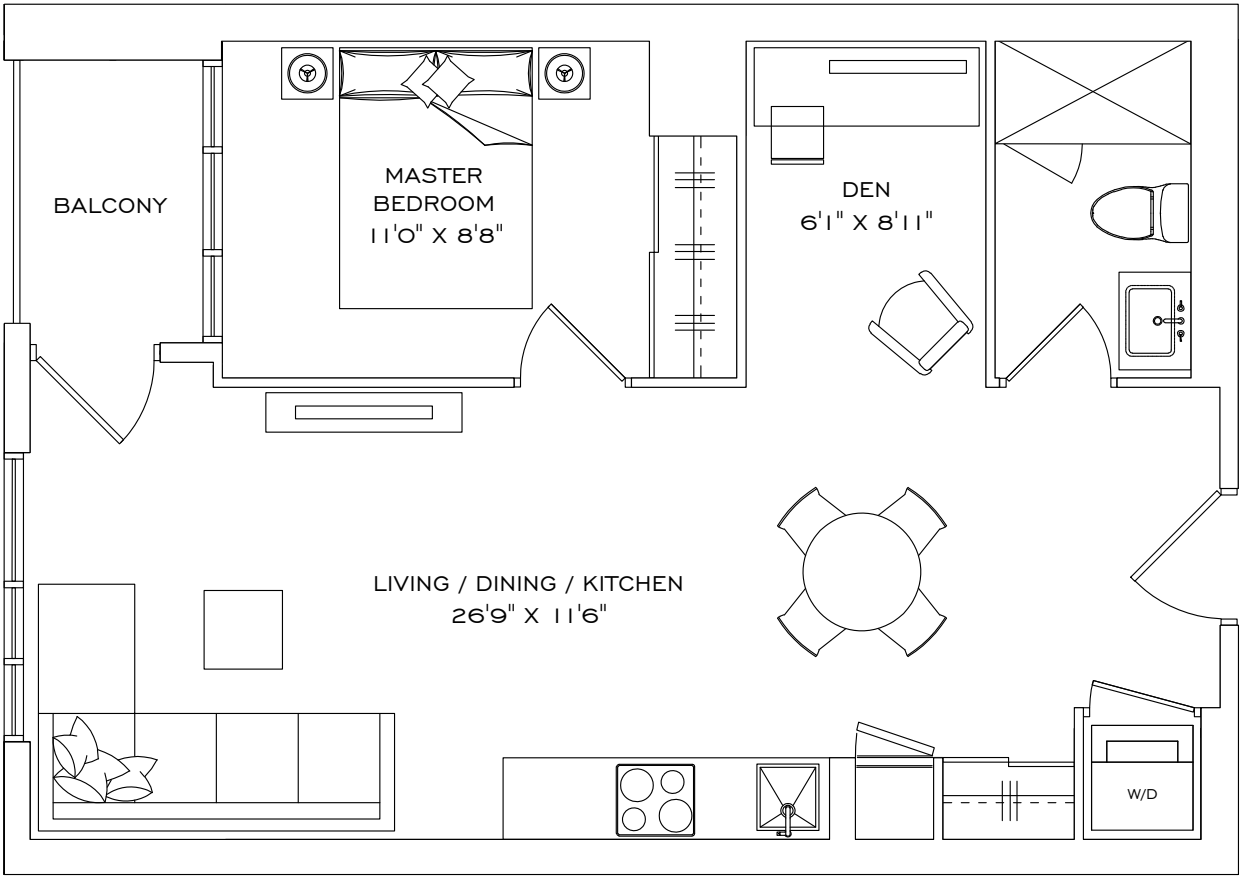 BALCONY
MASTER
BEDROOM
11'0" X 8'8"
DEN
6'1" X 8'11"
LIVING / DINING / KITCHEN
26'9" X 11'6"
W/D